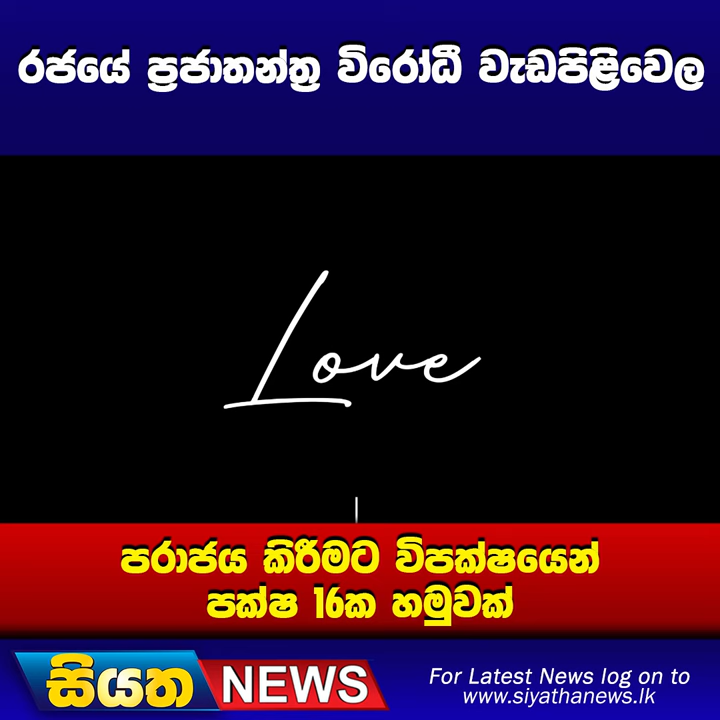 රජයේ ප්‍රජාතන්ත්‍ර විරෝධී වැඩපිළිවෙල
Love
පරාජය කිරීමට විපක්ෂයෙන්
පක්ෂ 16ක හමුවක්
සියත NEWS
For Latest News log on to
www.siyathanews.lk